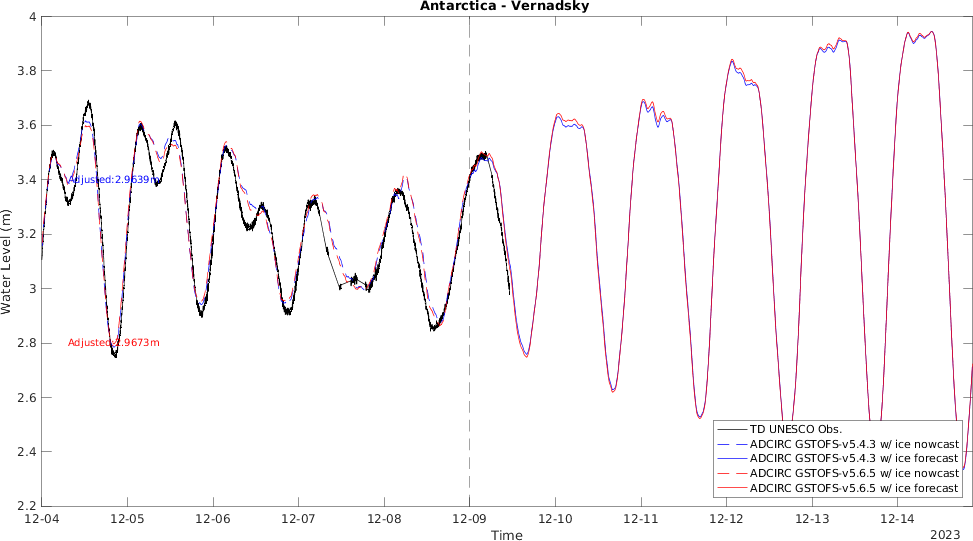 Antarctica - Vernadsky
4
3.8
3.6
3.4
3.2
3
2.8
2.6
2.4
2.2
Water Level (m)
Adjusted:2.9639m
Adjusted:2.9673m
TD UNESCO Obs.
ADCIRC GSTOFS-v5.4.3 w/ ice nowcast
ADCIRC GSTOFS-v5.4.3 w/ ice forecast
ADCIRC GSTOFS-v5.6.5 w/ ice nowcast
ADCIRC GSTOFS-v5.6.5 w/ ice forecast
12-04 12-05 12-06 12-07 12-08 12-09 12-10 12-11 12-12 12-13 12-14
Time
2023